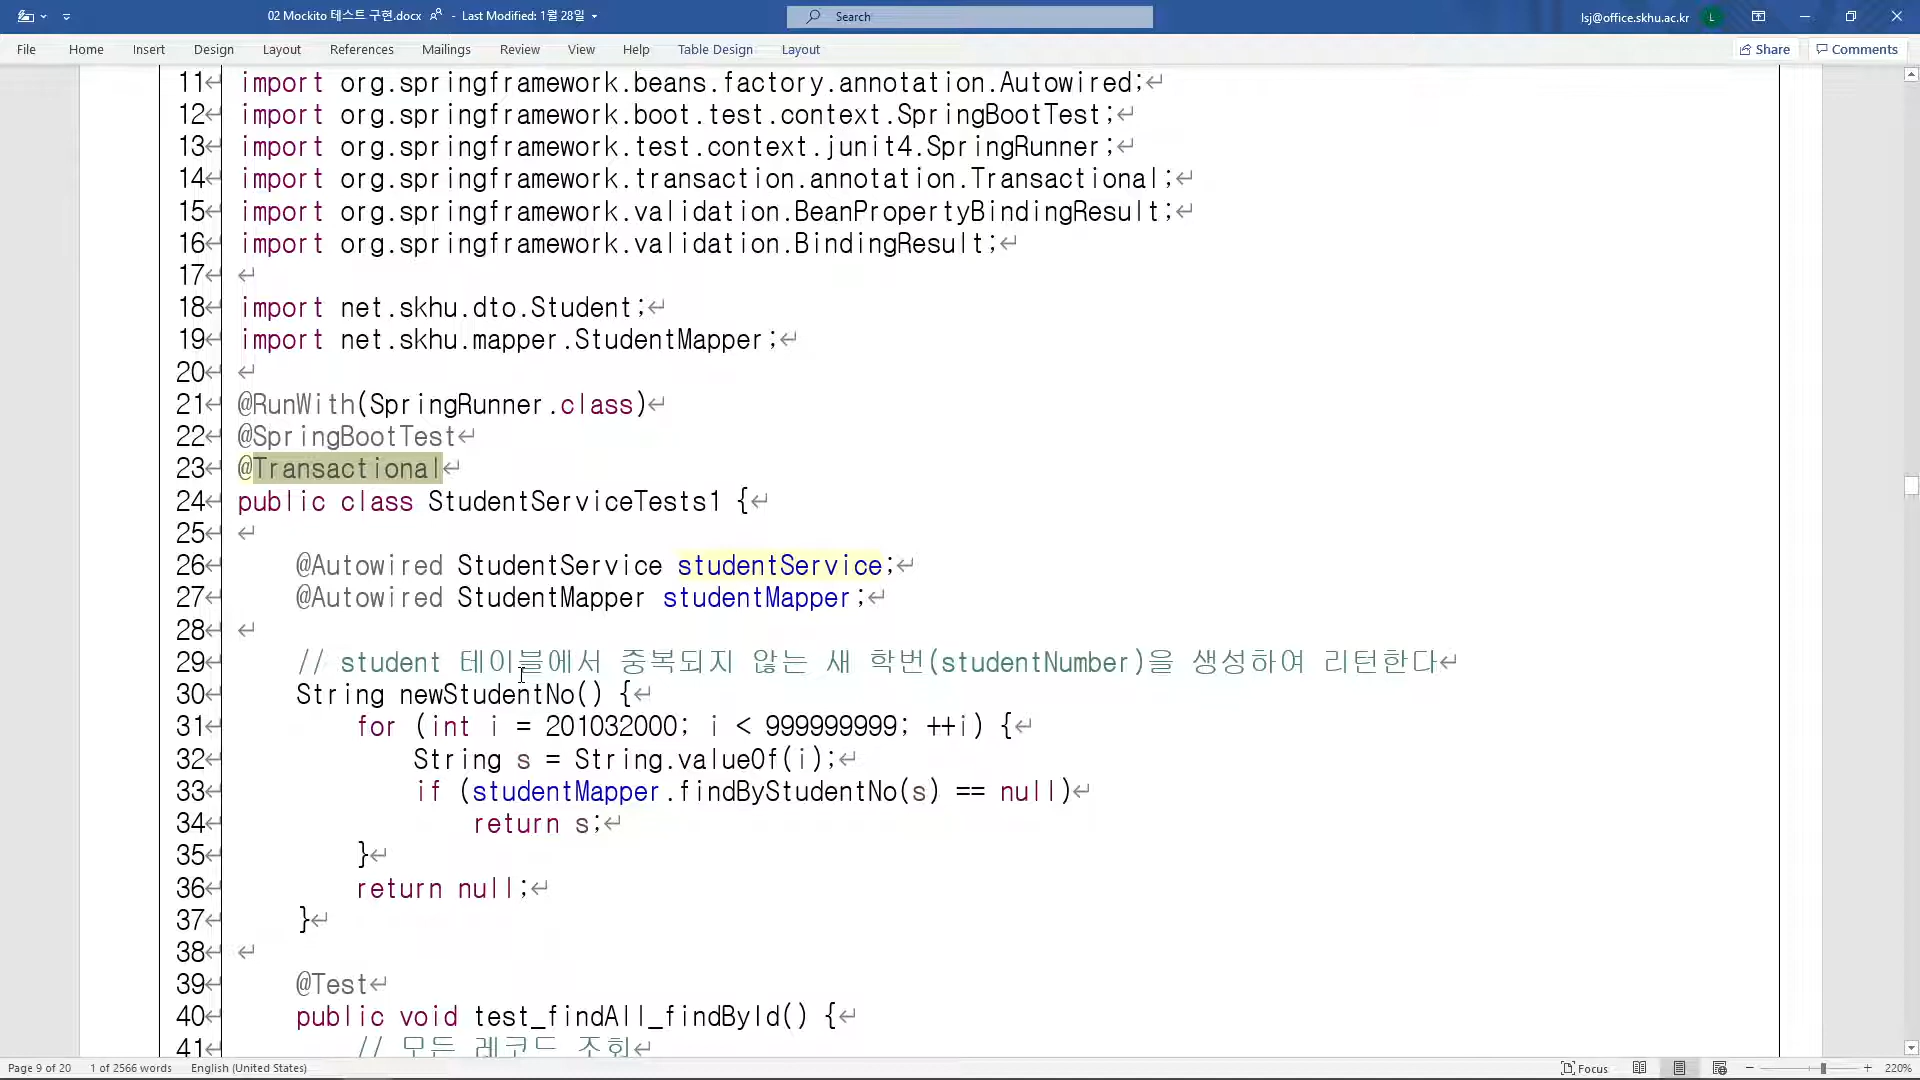 02 Mockito 테스트 구현.docx - Last Modified: 1월 28일
Search
lsj@office.skhu.ac.kr L
File Home Insert Design Layout References Mailings Review View Help Table Design Layout Share Comments
11 import org.springframework.beans.factory.annotation.Autowired;
12 import org.springframework.boot.test.context.SpringBootTest;
13 import org.springframework.test.context.junit4.SpringRunner;
14 import org.springframework.transaction.annotation.Transactional;
15 import org.springframework.validation.BeanPropertyBindingResult;
16 import org.springframework.validation.BindingResult;
17
18 import net.skhu.dto.Student;
19 import net.skhu.mapper.StudentMapper;
20
21 @RunWith(SpringRunner.class)
22 @SpringBootTest
23 @Transactional
24 public class StudentServiceTests1 {
25
26 @Autowired StudentService studentService;
27 @Autowired StudentMapper studentMapper;
28
29 // student 테이블에서 중복되지 않는 새 학번(studentNumber)을 생성하여 리턴한다
30 String newStudentNo() {
31 for (int i = 201032000; i < 999999999; ++i) {
32 String s = String.valueOf(i);
33 if (studentMapper.findByStudentNo(s) == null)
34 return s;
35 }
36 return null;
37 }
38
39 @Test
40 public void test_findAll_findById() {
41 // 모든 레코드 조회
Page 9 of 20 1 of 2566 words English (United States) Focus 220%